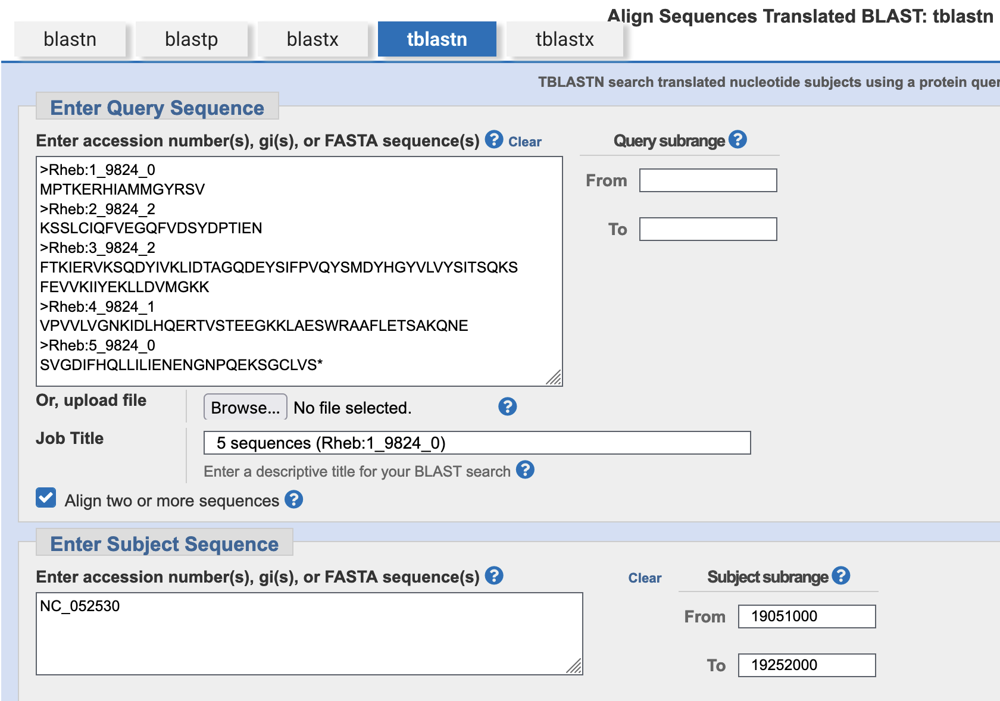 Align Sequences Translated BLAST: tblastn
blastn
blastp
blastx
tblastn
tblastx
TBLASTN search translated nucleotide subjects using a protein
Enter Query Sequence
Enter accession number(s), gi(s), or FASTA sequence(s) ? Clear
Query subrange ?
>Rheb:1_9824_0
MPTKERHIAMMGYRSV
>Rheb:2_9824_2
KSSLCIQFVEGQFVDSYDPTIEN
>Rheb:3_9824_2
FTKIERVKSQDYIVKLIDTAGQDEYSIFPVQYSMDYHGYVLVYSITSQKS
FEVVKIIYEKLLDVMGKK
>Rheb:4_9824_1
VPVVLVGNKIDLHQERTVSTEEGKKLAESWRAAFLETSAKQNE
>Rheb:5_9824_0
SVGDIFHQLLILIENENGNPQEKSGCLVS*
From
To
Or, upload file
Browse... No file selected. ?
Job Title
5 sequences (Rheb:1_9824_0)
Enter a descriptive title for your BLAST search ?
Align two or more sequences ?
Enter Subject Sequence
Enter accession number(s), gi(s), or FASTA sequence(s) ?
Clear
Subject subrange ?
NC_052530
From 19051000
To 19252000